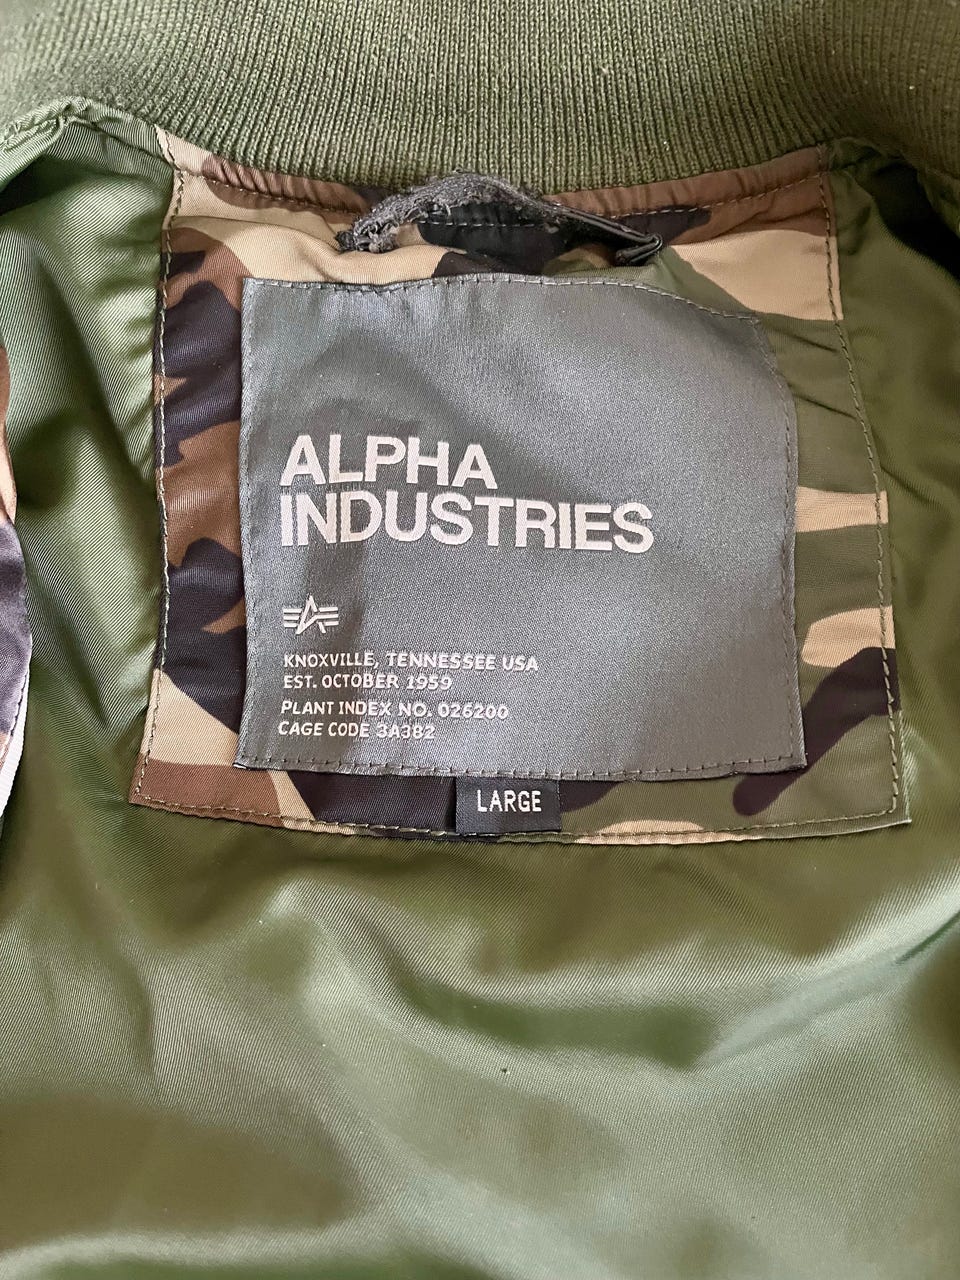 ALPHA
INDUSTRIES
KNOXVILLE, TENNESSEE USA
EST. OCTOBER 1959
PLANT INDEX NO. 026200
CAGE CODE 3A382
LARGE